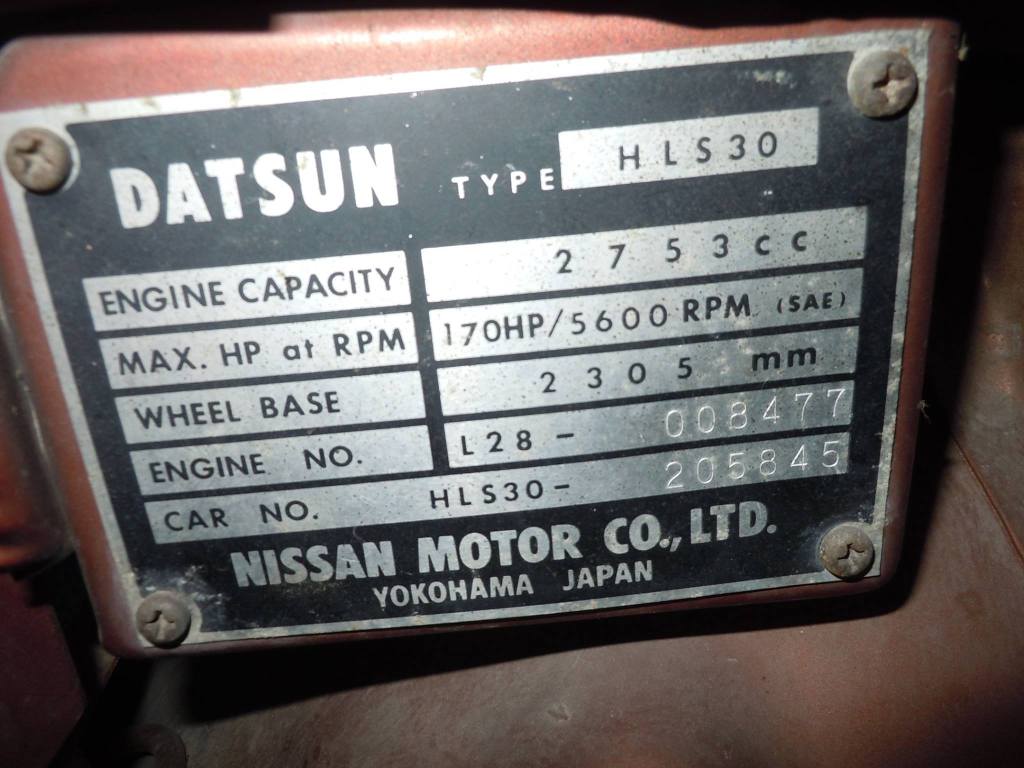 DATSUN TYPE HLS30
ENGINE CAPACITY 2753cc
MAX. HP at RPM 170HP/5600 RPM (SAE)
WHEEL BASE 2305 mm
ENGINE NO. L28- 008477
CAR NO. HLS30- 205845
NISSAN MOTOR CO., LTD.
YOKOHAMA JAPAN